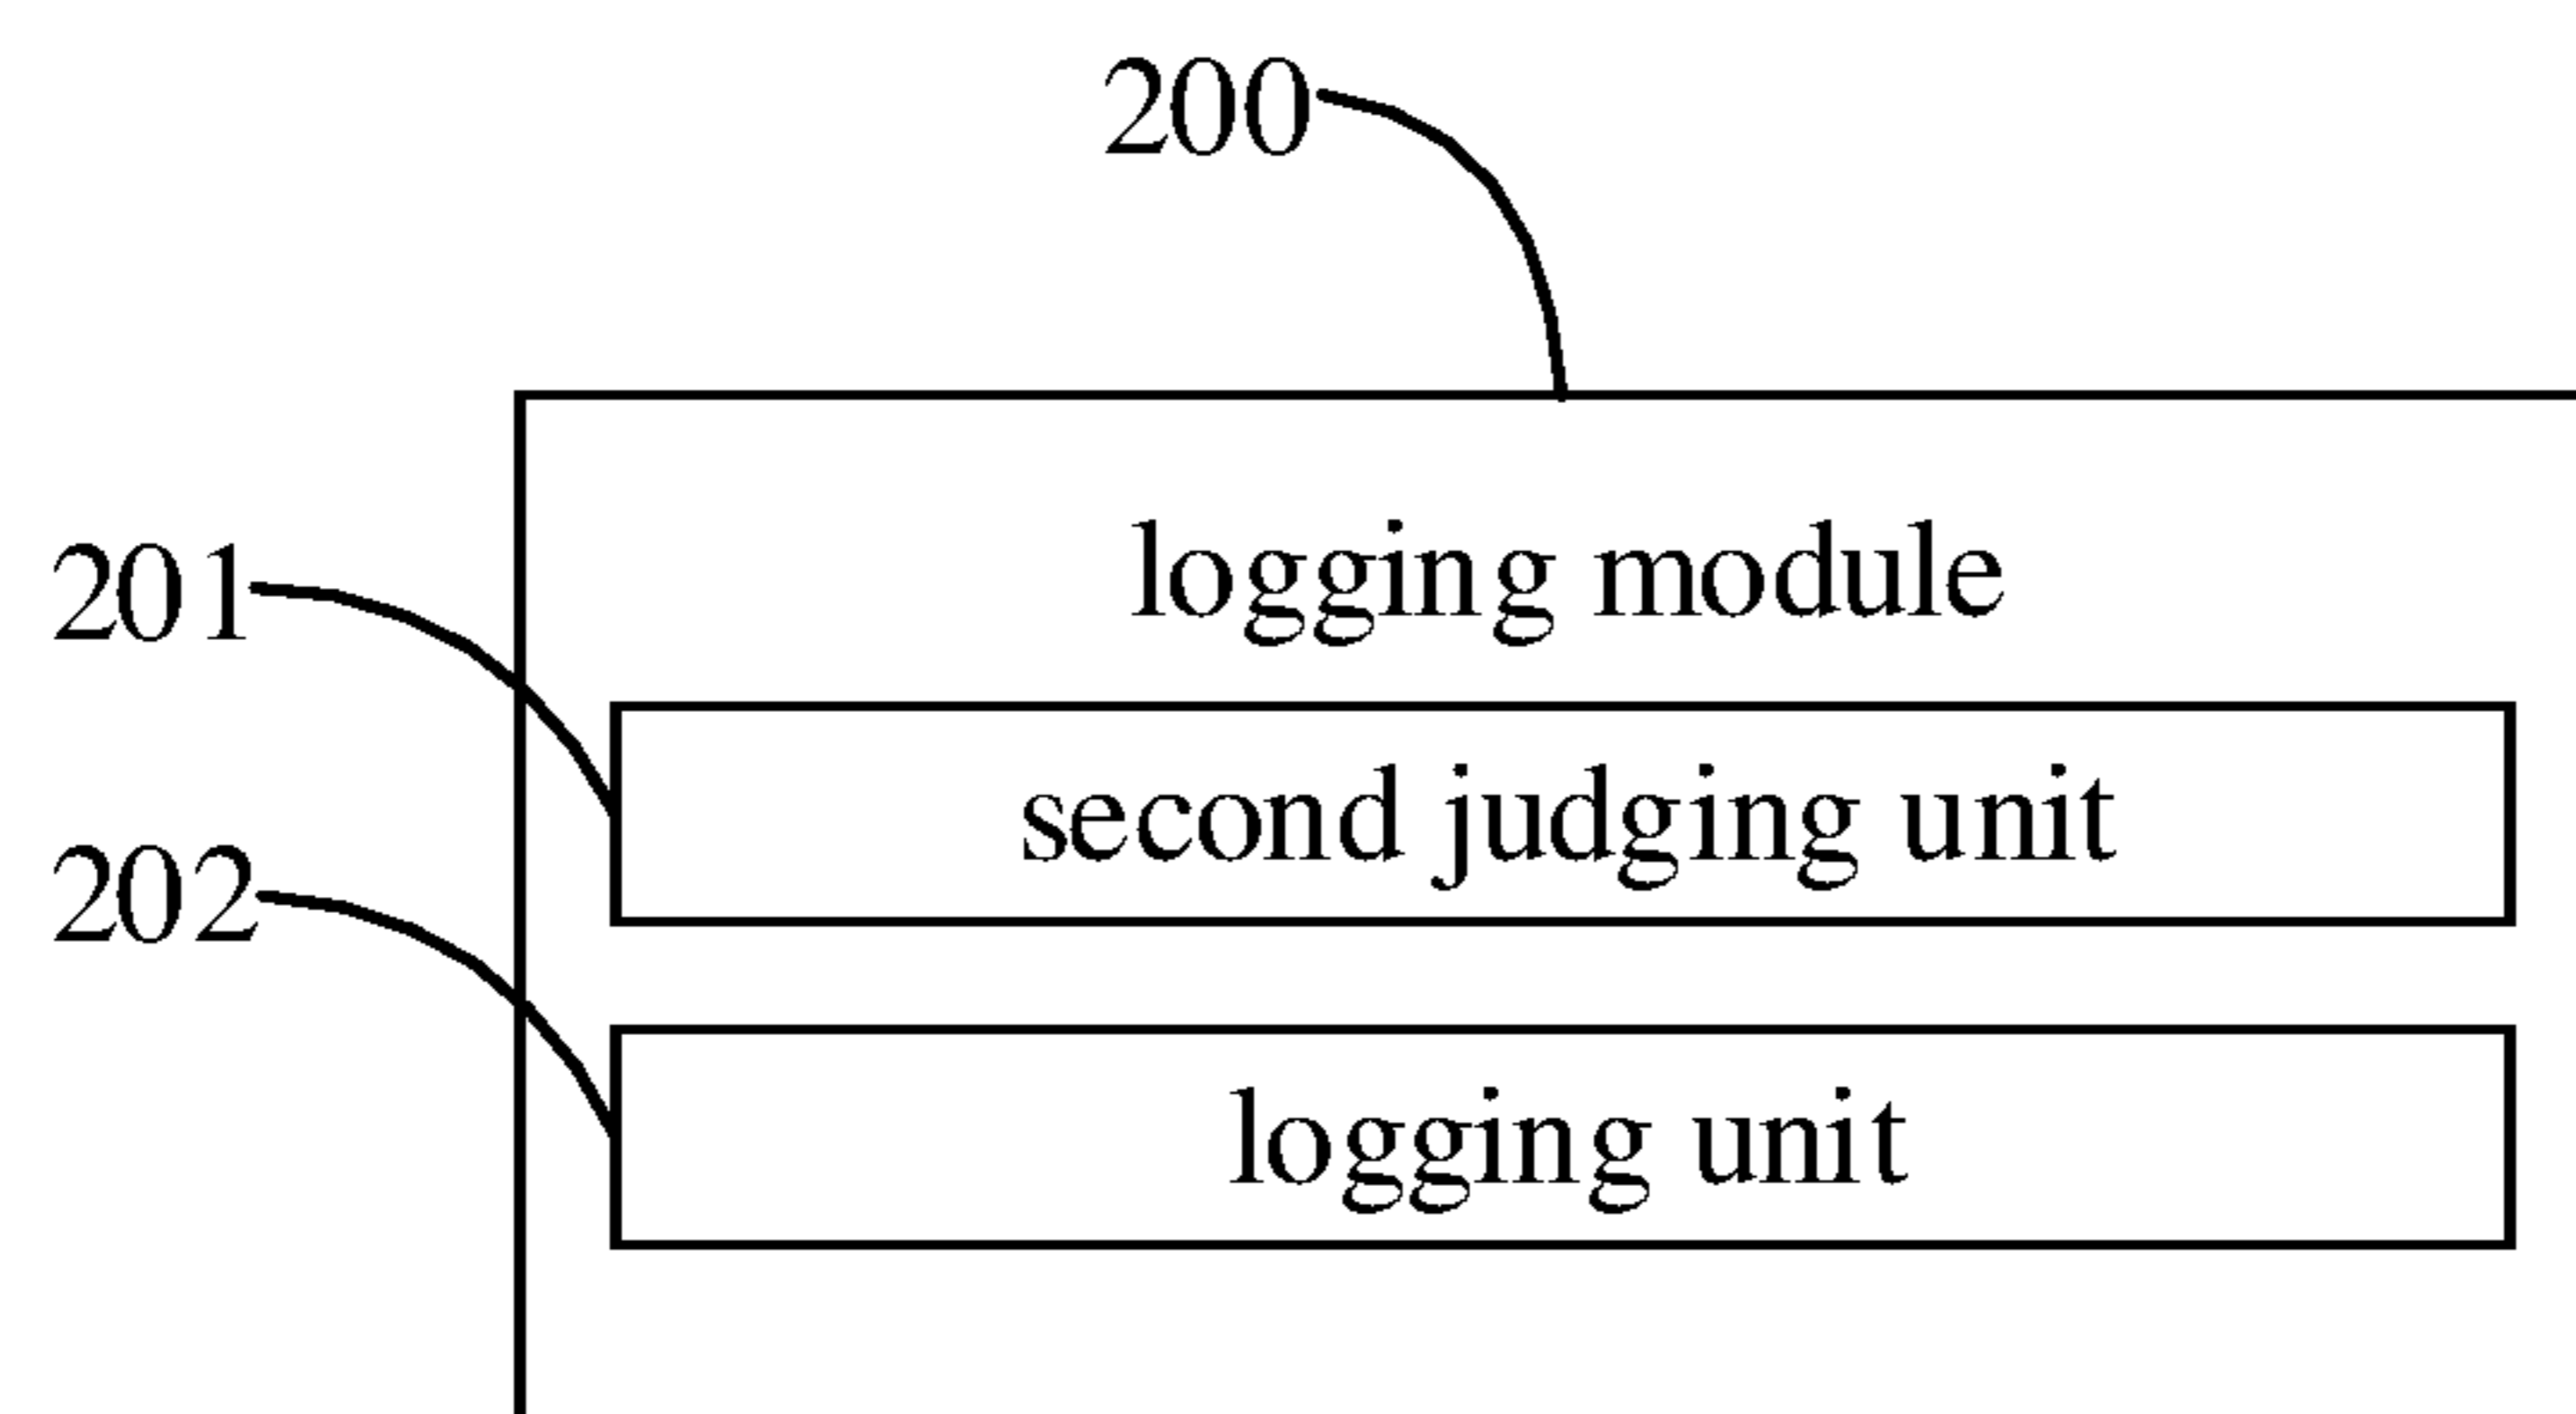 200
logging module
201
second judging unit
202
logging unit